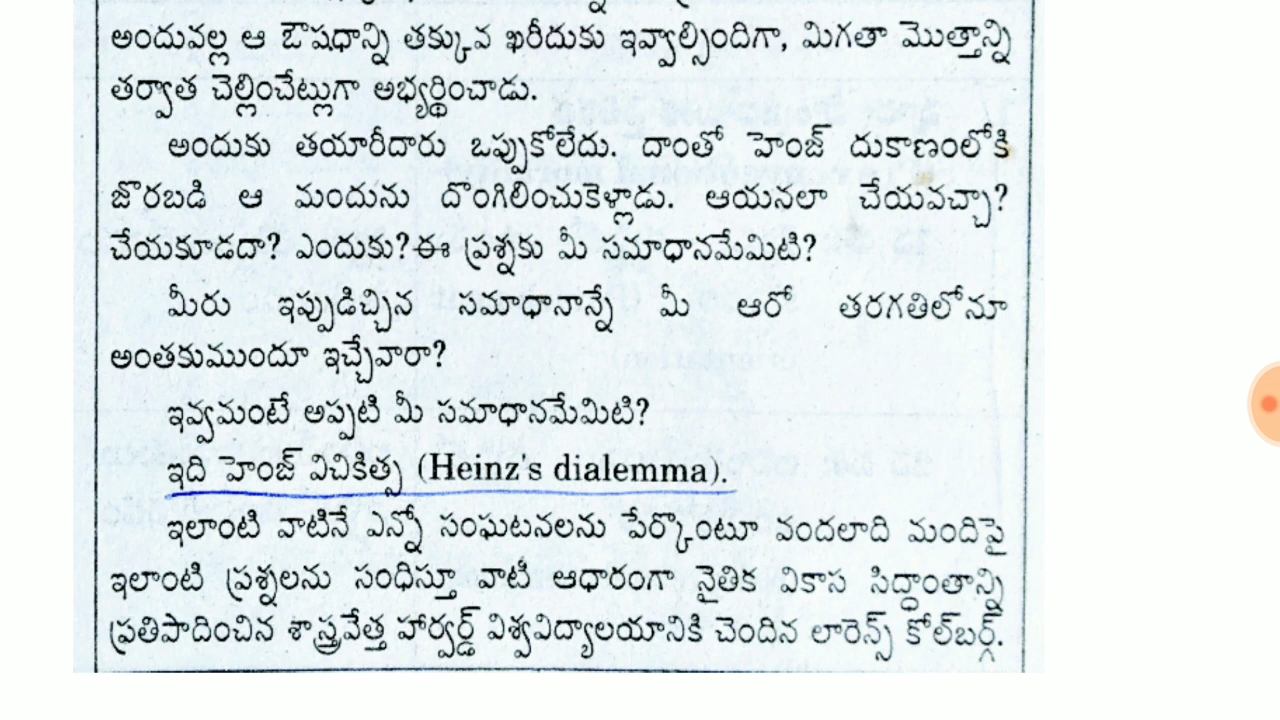 అందువల్ల ఆ ఔషధాన్ని తక్కువ ఖరీదుకు ఇవ్వాల్సిందిగా, మిగతా మొత్తాన్ని
తర్వాత చెల్లించేట్లుగా అభ్యర్థించాడు.
అందుకు తయారీదారు ఒప్పుకోలేదు. దాంతో హెంజ్ దుకాణంలోకి
జొరబడి ఆ మందును దొంగిలించుకెళ్లాడు. ఆయనలా చేయవచ్చా?
చేయకూడదా? ఎందుకు?ఈ ప్రశ్నకు మీ సమాధానమేమిటి?
మీరు ఇప్పుడిచ్చిన సమాధానాన్నే మీ ఆరో తరగతిలోనూ
అంతకుముందూ ఇచ్చేవారా?
ఇవ్వమంటే అప్పటి మీ సమాధానమేమిటి?
ఇది హెంజ్ విచికిత్స (Heinz's dialemma).
ఇలాంటి వాటినే ఎన్నో సంఘటనలను పేర్కొంటూ వందలాది మందిపై
ఇలాంటి ప్రశ్నలను సంధిస్తూ వాటి ఆధారంగా నైతిక వికాస సిద్ధాంతాన్ని
ప్రతిపాదించిన శాస్త్రవేత్త హార్వర్డ్ విశ్వవిద్యాలయానికి చెందిన లారెన్స్ కోల్‌బర్గ్.